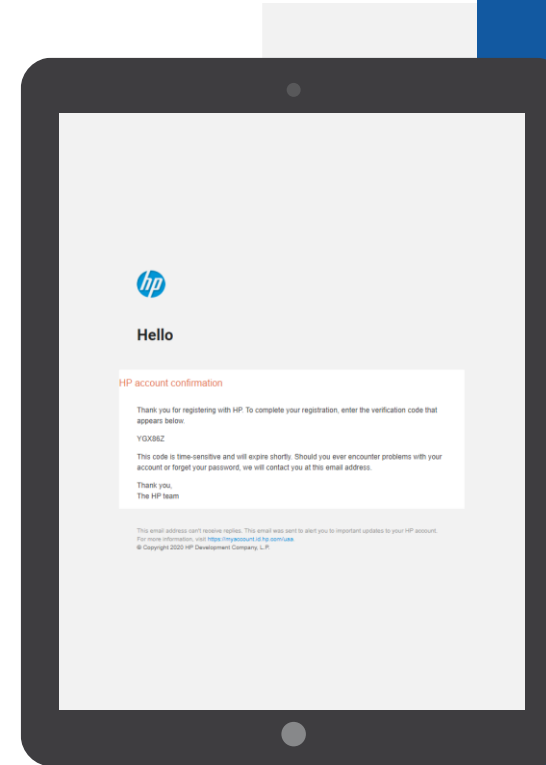 hp
Hello
HP account confirmation
Thank you for registering with HP. To complete your registration, enter the verification code that
appears below.
YGX86Z
This code is time-sensitive and will expire shortly. Should you ever encounter problems with your
account or forget your password, we will contact you at this email address.
Thank you,
The HP team
This email address can't receive replies. This email was sent to alert you to important updates to your HP account.
For more information, visit https://myaccount.id.hp.com/uaa
© Copyright 2020 HP Development Company, L.P.